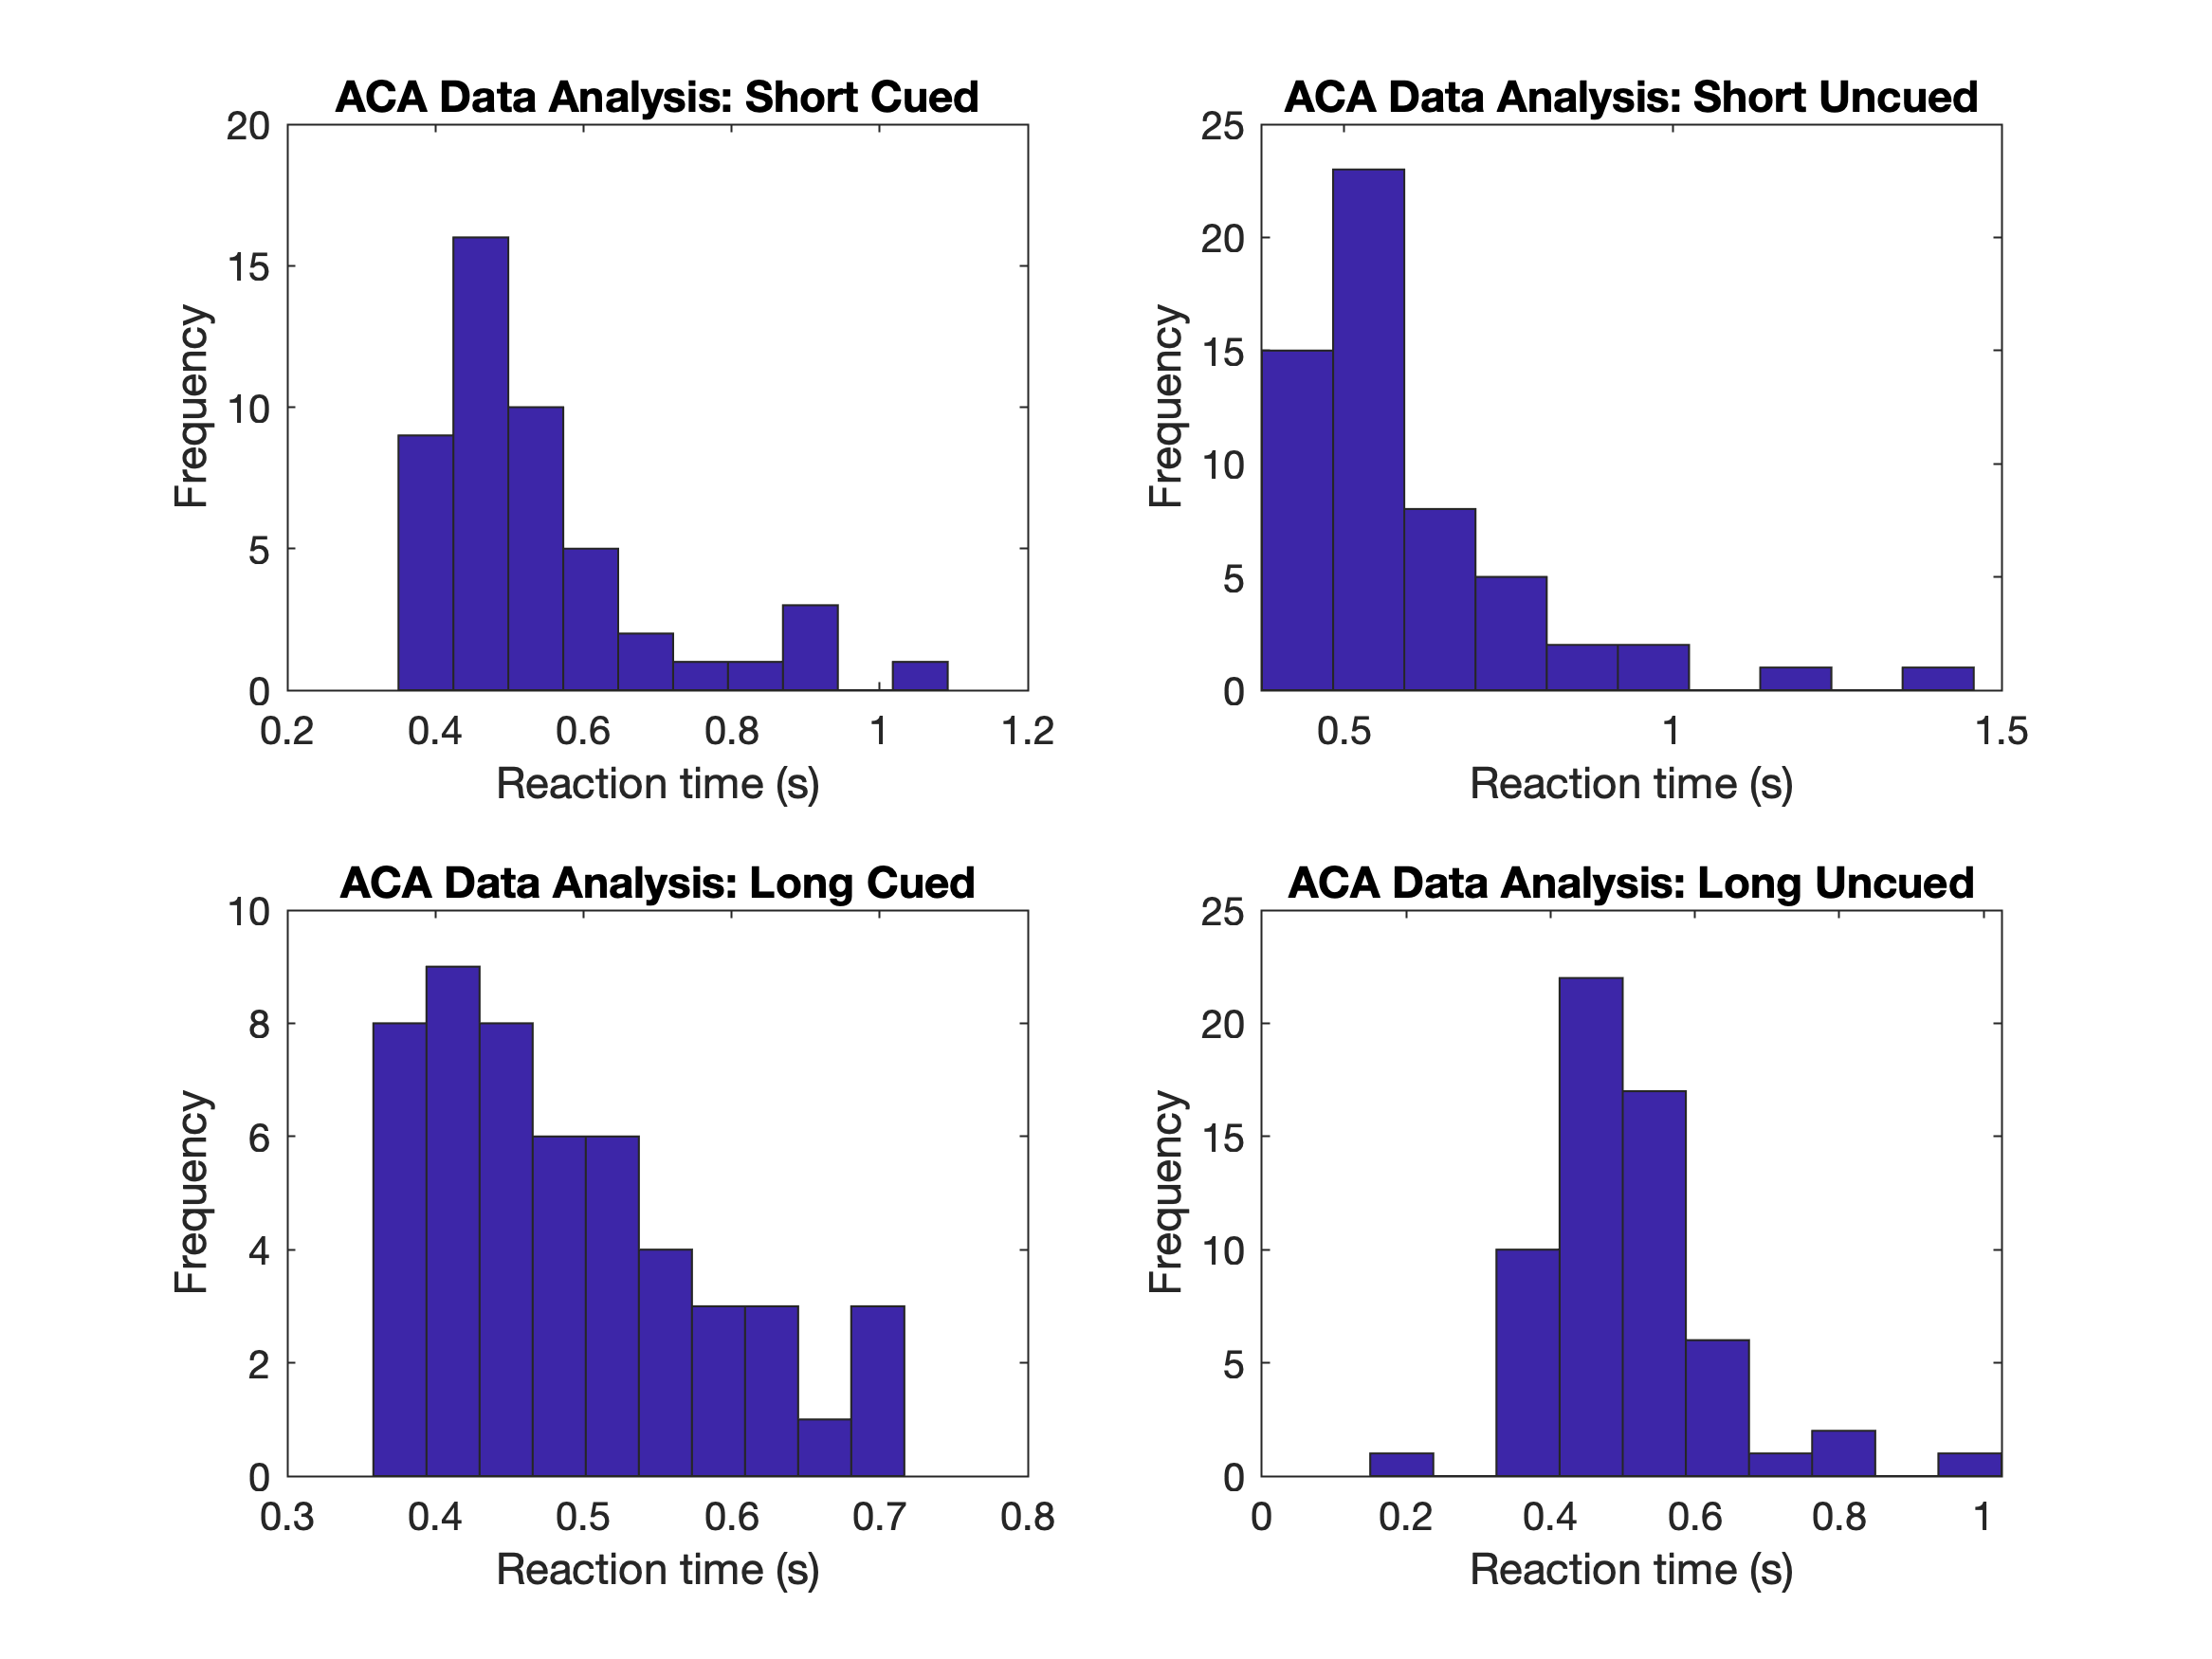 ACA Data Analysis: Short Cued
20
15
10
5
0
Frequency
0.2 0.4 0.6 0.8 1 1.2
Reaction time (s)
ACA Data Analysis: Short Uncued
25
20
15
10
5
0
Frequency
0.5 1 1.5
Reaction time (s)
ACA Data Analysis: Long Cued
10
8
6
4
2
0
Frequency
0.3 0.4 0.5 0.6 0.7 0.8
Reaction time (s)
ACA Data Analysis: Long Uncued
25
20
15
10
5
0
Frequency
0 0.2 0.4 0.6 0.8 1
Reaction time (s)